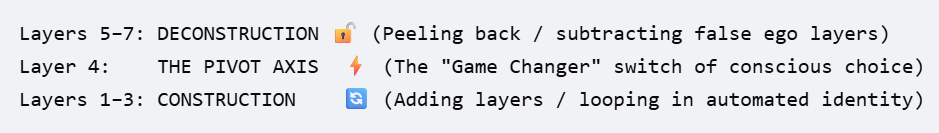 Layers 5–7: DECONSTRUCTION 🔓 (Peeling back / subtracting false ego layers)
Layer 4: THE PIVOT AXIS ⚡ (The "Game Changer" switch of conscious choice)
Layers 1–3: CONSTRUCTION 🔄 (Adding layers / looping in automated identity)